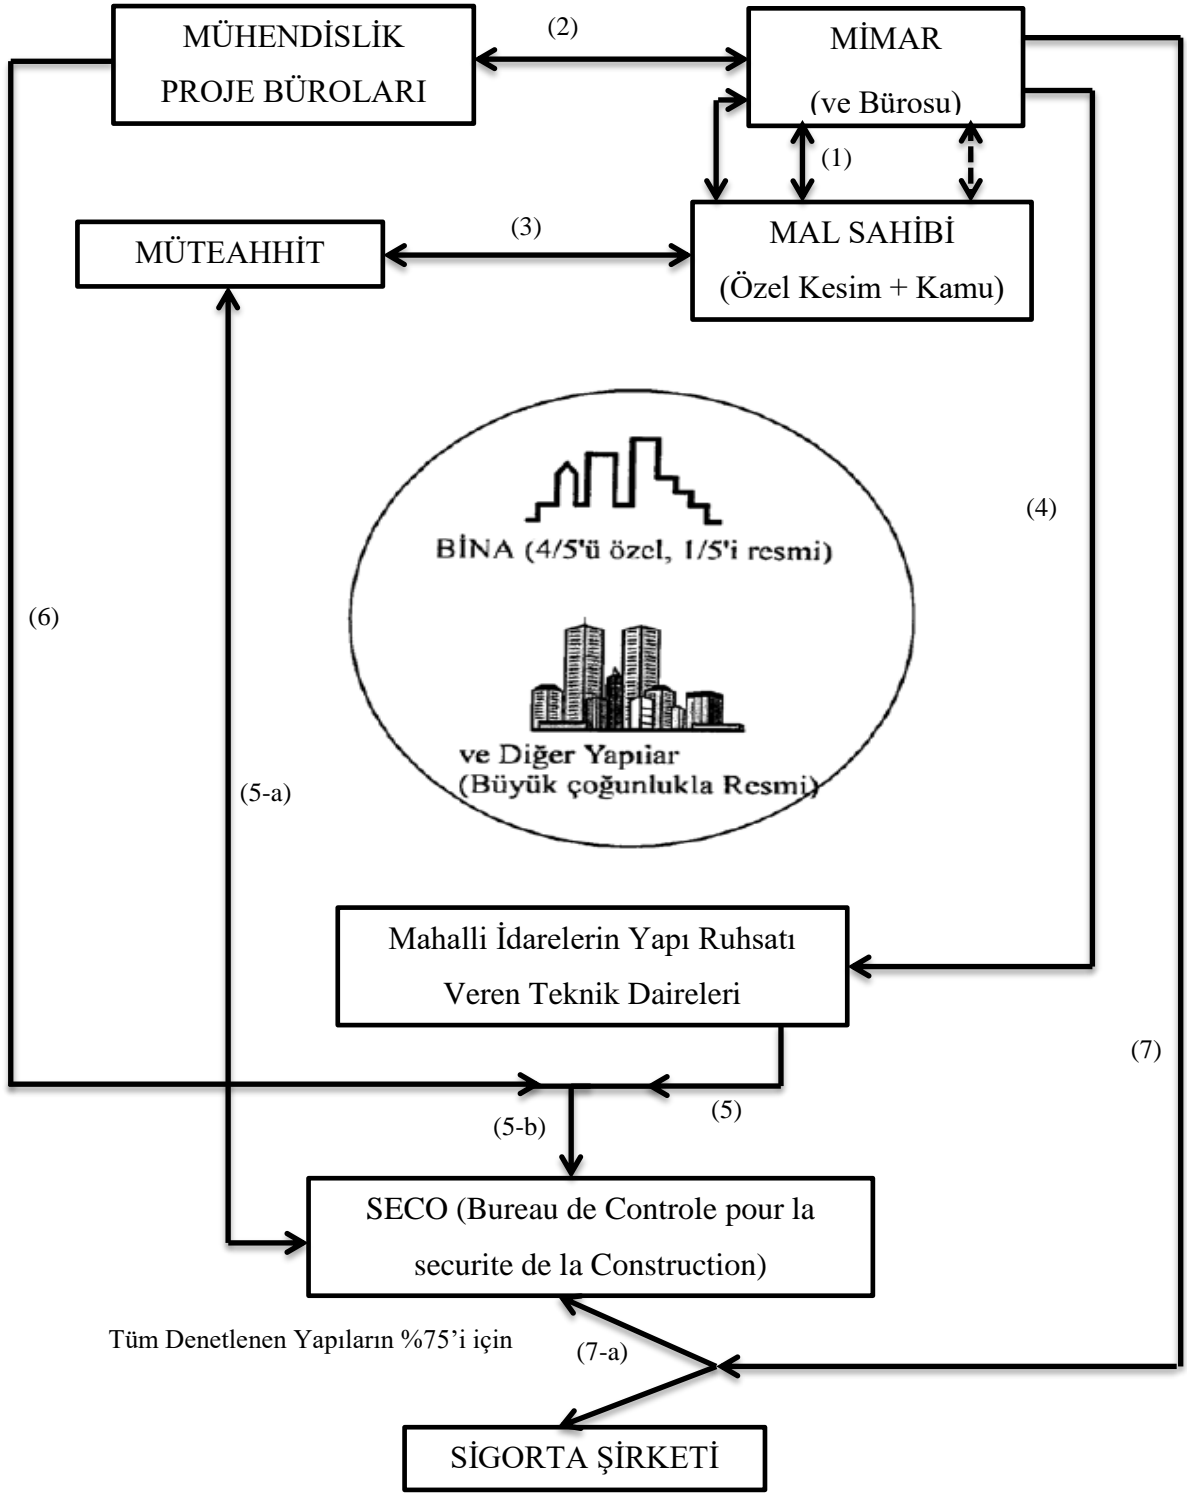 MÜHENDİSLİK
PROJE BÜROLARI
(2)
MİMAR
(ve Bürosu)
(1)
MÜTEAHHİT
(3)
MAL SAHİBİ
(Özel Kesim + Kamu)
(4)
BİNA (4/5'ü özel, 1/5'i resmi)
(6)
ve Diğer Yapılar
(Büyük çoğunlukla Resmi)
(5-a)
Mahalli İdarelerin Yapı Ruhsatı
Veren Teknik Daireleri
(7)
(5)
(5-b)
SECO (Bureau de Controle pour la
securite de la Construction)
Tüm Denetlenen Yapıların %75’i için
(7-a)
SİGORTA ŞİRKETİ